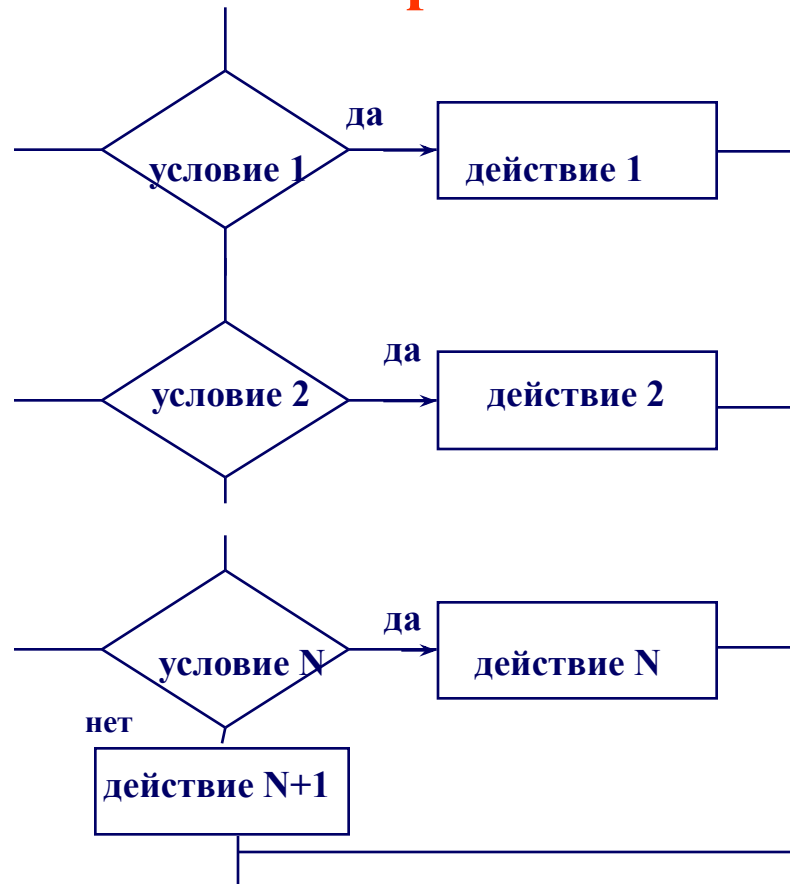 да
условие 1
действие 1
да
условие 2
действие 2
да
условие N
действие N
нет
действие N+1